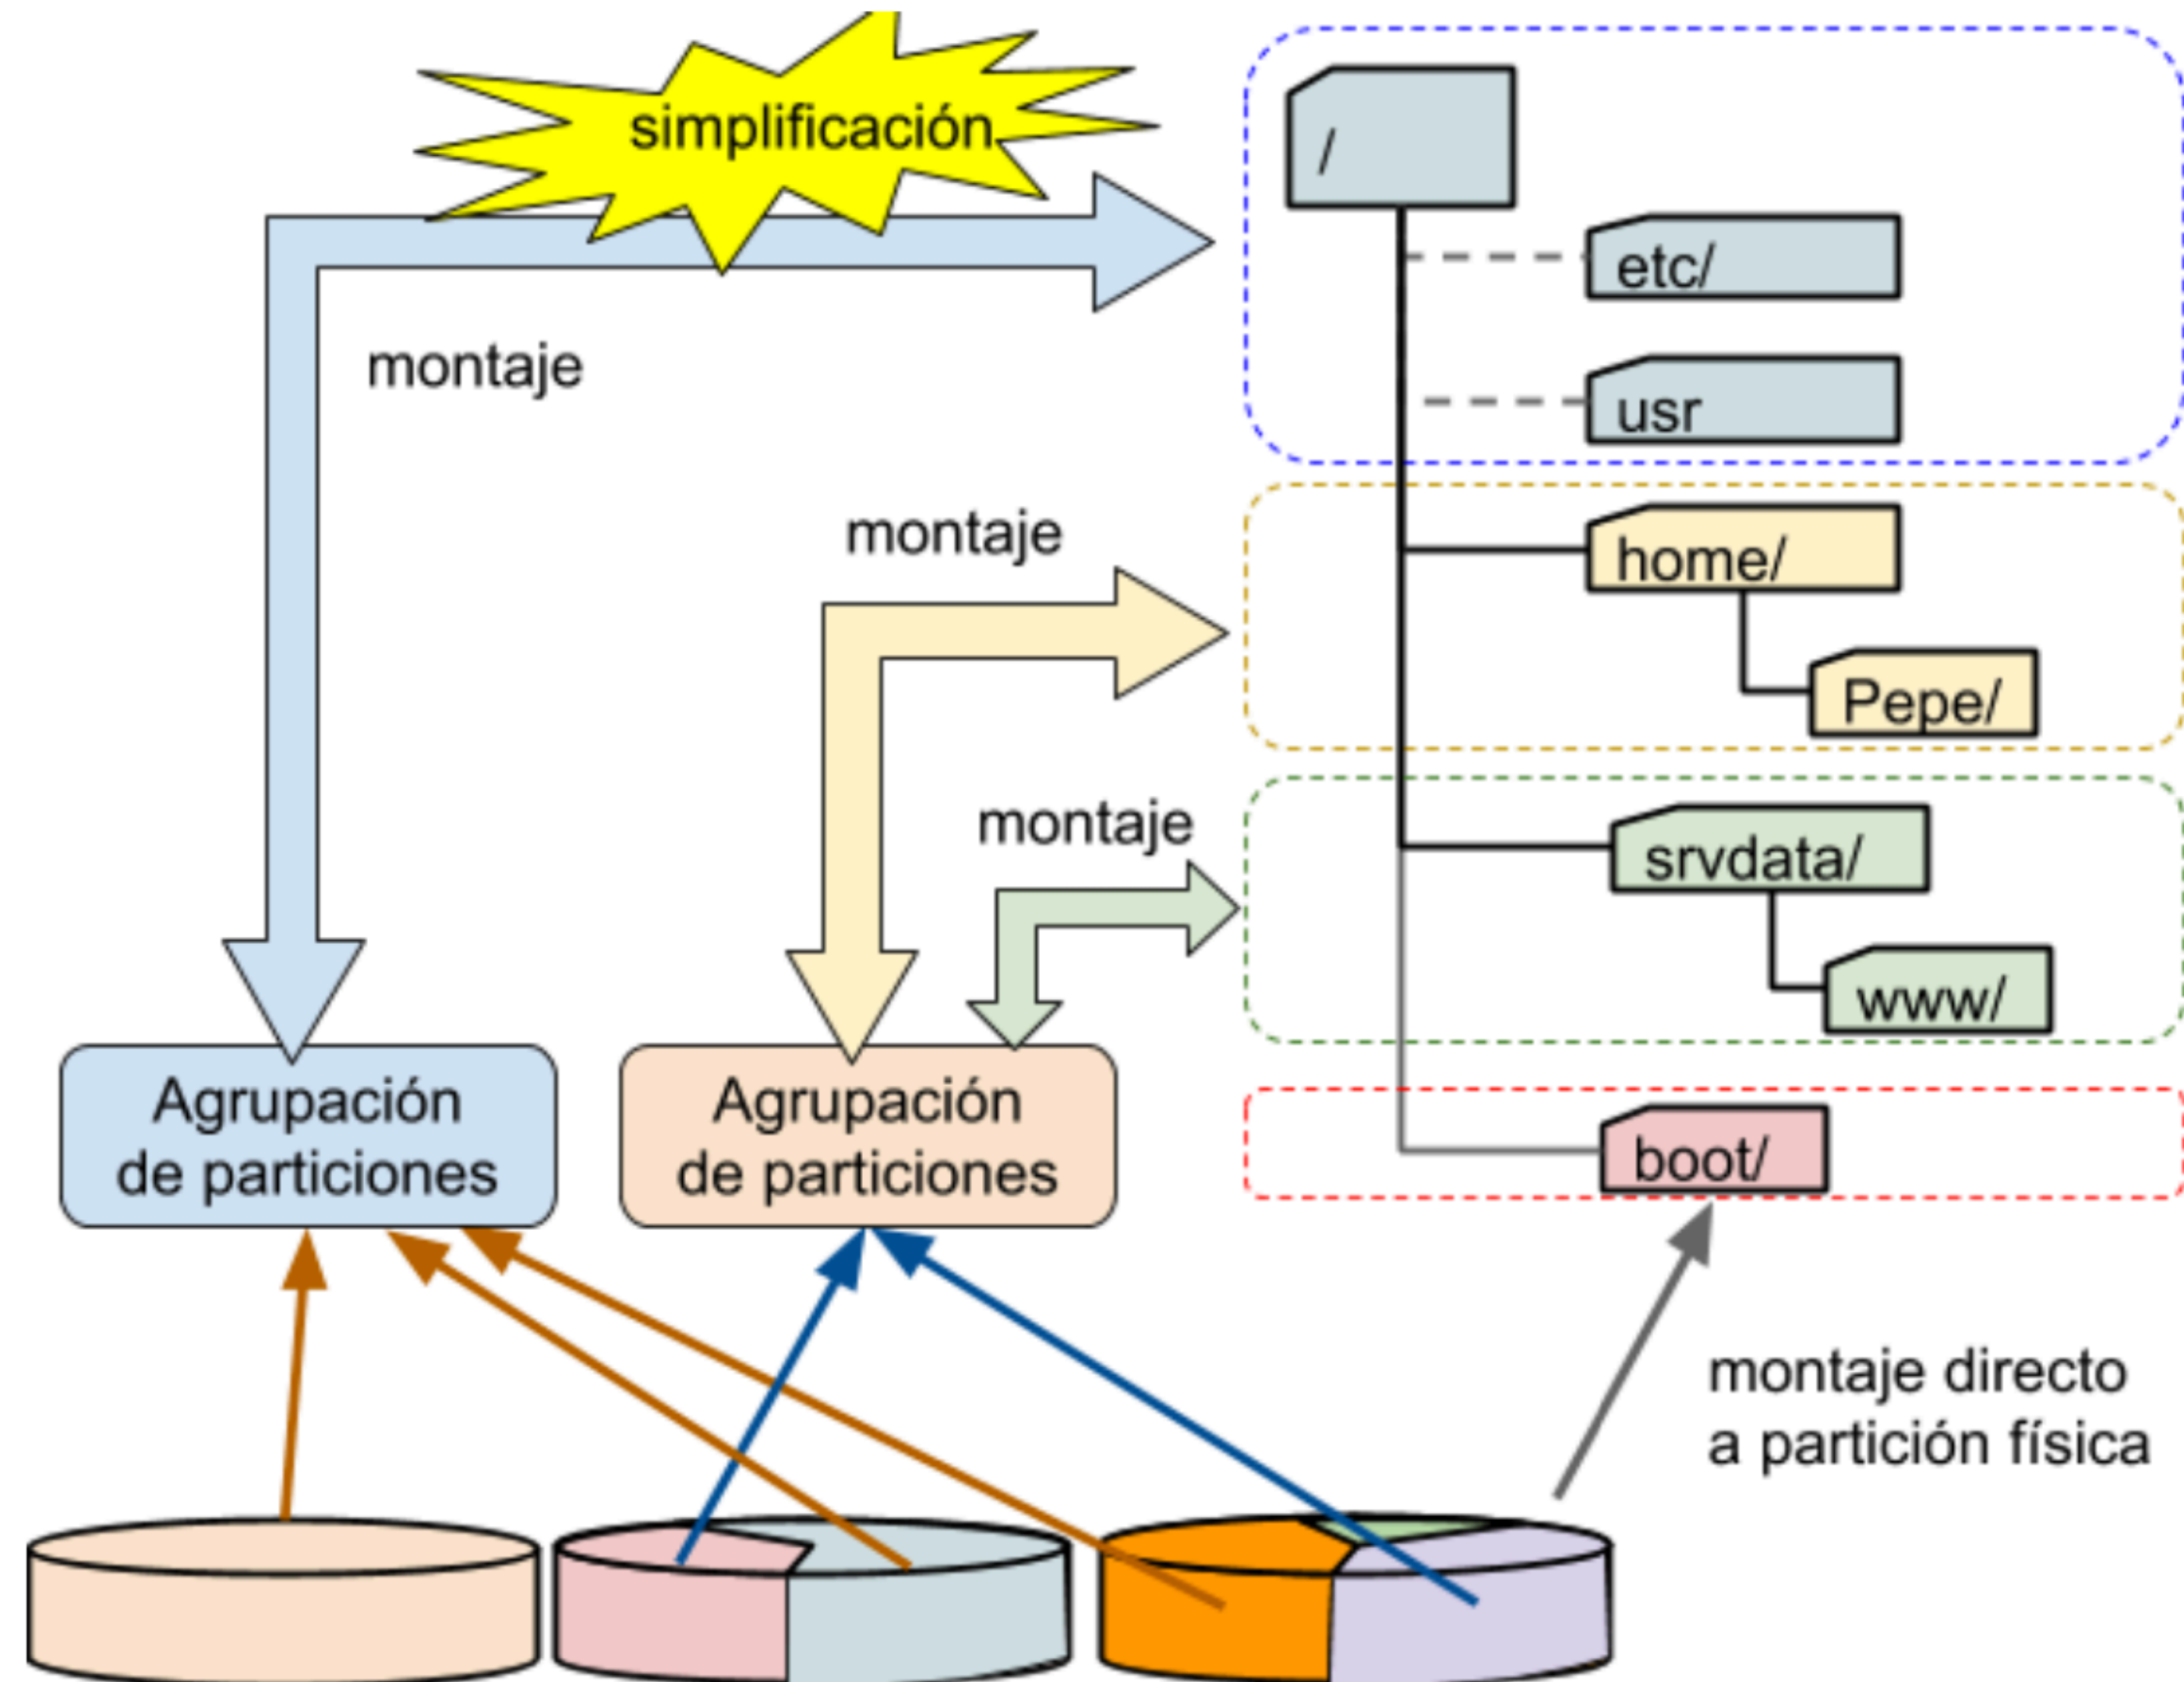 simplificación
/
etc/
montaje
usr
montaje
home/
Pepe/
montaje
srvdata/
www/
Agrupación
de particiones
Agrupación
de particiones
boot/
montaje directo
a partición física